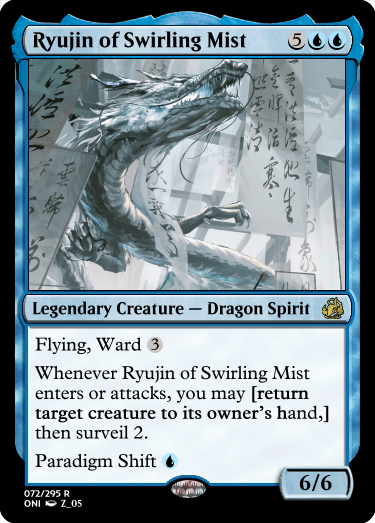 Ryujin of Swirling Mist 5
Legendary Creature — Dragon Spirit
Flying, Ward 3
Whenever Ryujin of Swirling Mist
enters or attacks, you may [return
target creature to its owner's hand,]
then surveil 2.
Paradigm Shift
6/6
072/295 R
ONI Z_05